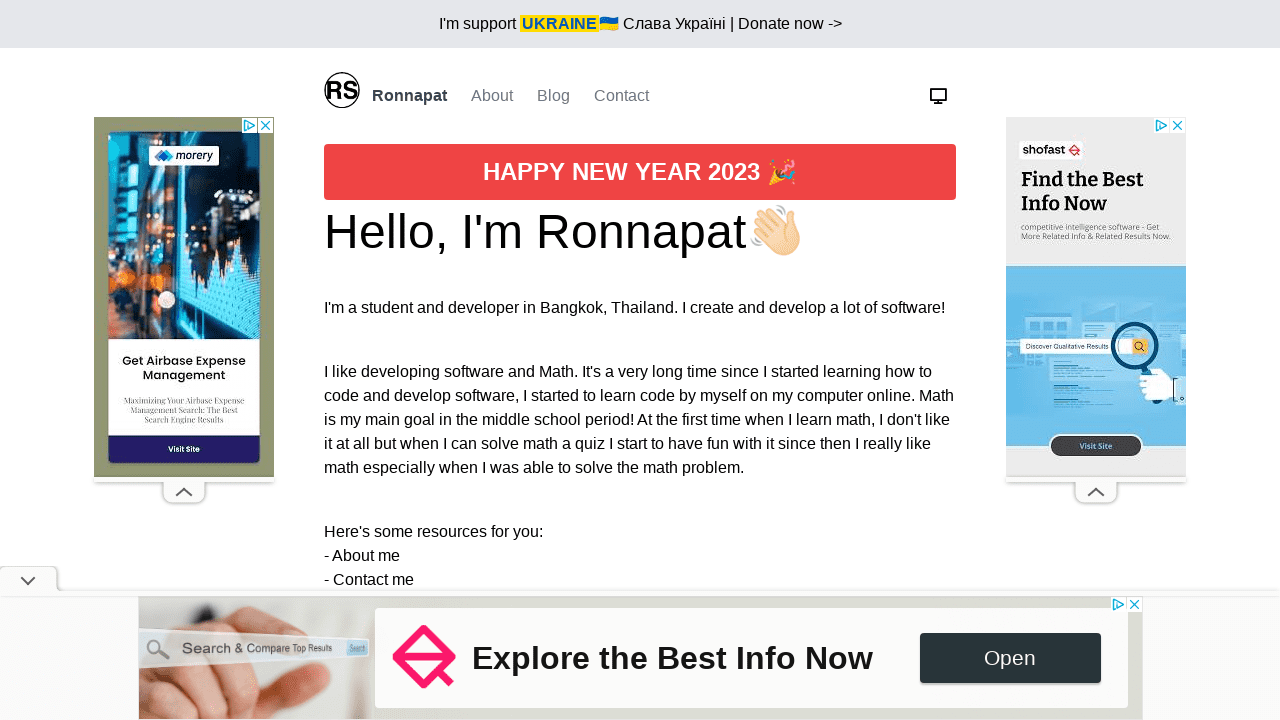 I'm support UKRAINE🇺🇦 Слава Україні | Donate now ->
RS
Ronnapat
About
Blog
Contact
HAPPY NEW YEAR 2023 🎉
Hello, I'm Ronnapat👋🏻
I'm a student and developer in Bangkok, Thailand. I create and develop a lot of software!
I like developing software and Math. It's a very long time since I started learning how to
code and develop software, I started to learn code by myself on my computer online. Math
is my main goal in the middle school period! At the first time when I learn math, I don't like
it at all but when I can solve math a quiz I start to have fun with it since then I really like
math especially when I was able to solve the math problem.
Here's some resources for you:
- About me
- Contact me
morery
Get Airbase Expense
Management
Maximizing Your Airbase Expense
Management Search: The Best
Search Engine Results
Visit Site
shofast
Find the Best
Info Now
competitive intelligence software - Get
More Related Info & Related Results Now.
Discover Qualitative Results
Visit Site
Search & Compare Top Results
Search
Explore the Best Info Now
Open